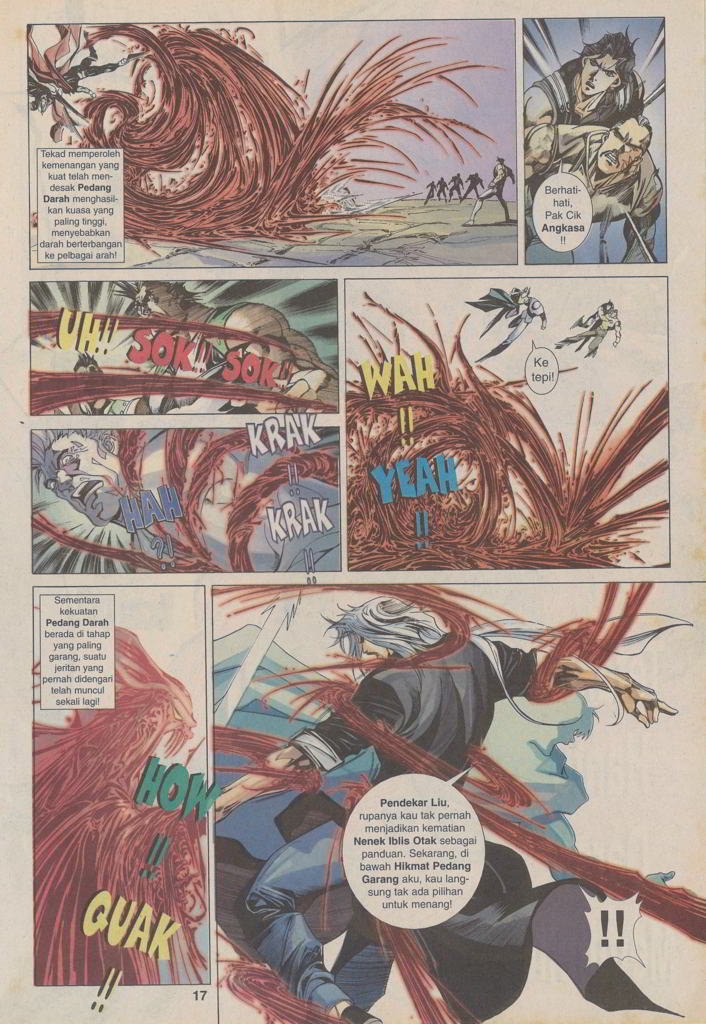 Tekad memperoleh
kemenangan yang
kuat telah men-
desak Pedang
Darah menghasil-
kan kuasa yang
paling tinggi,
menyebabkan
darah berterbangan
ke pelbagai arah!
Berhati-
hati,
Pak Cik
Angkasa
!!
UH!!
SOK!!
SOK!!
Ke
tepi!
WAH
!!
YEAH
!!
KRAK
!!
KRAK
!!
HAH
?!
Sementara
kekuatan
Pedang Darah
berada di tahap
yang paling
garang, suatu
jeritan yang
pernah didengari
telah muncul
sekali lagi!
HOW
!!
QUAK
!!
Pendekar Liu,
rupanya kau tak pernah
menjadikan kematian
Nenek Iblis Otak sebagai
panduan. Sekarang, di
bawah Hikmat Pedang
Garang aku, kau lang-
sung tak ada pilihan
untuk menang!
!!
17